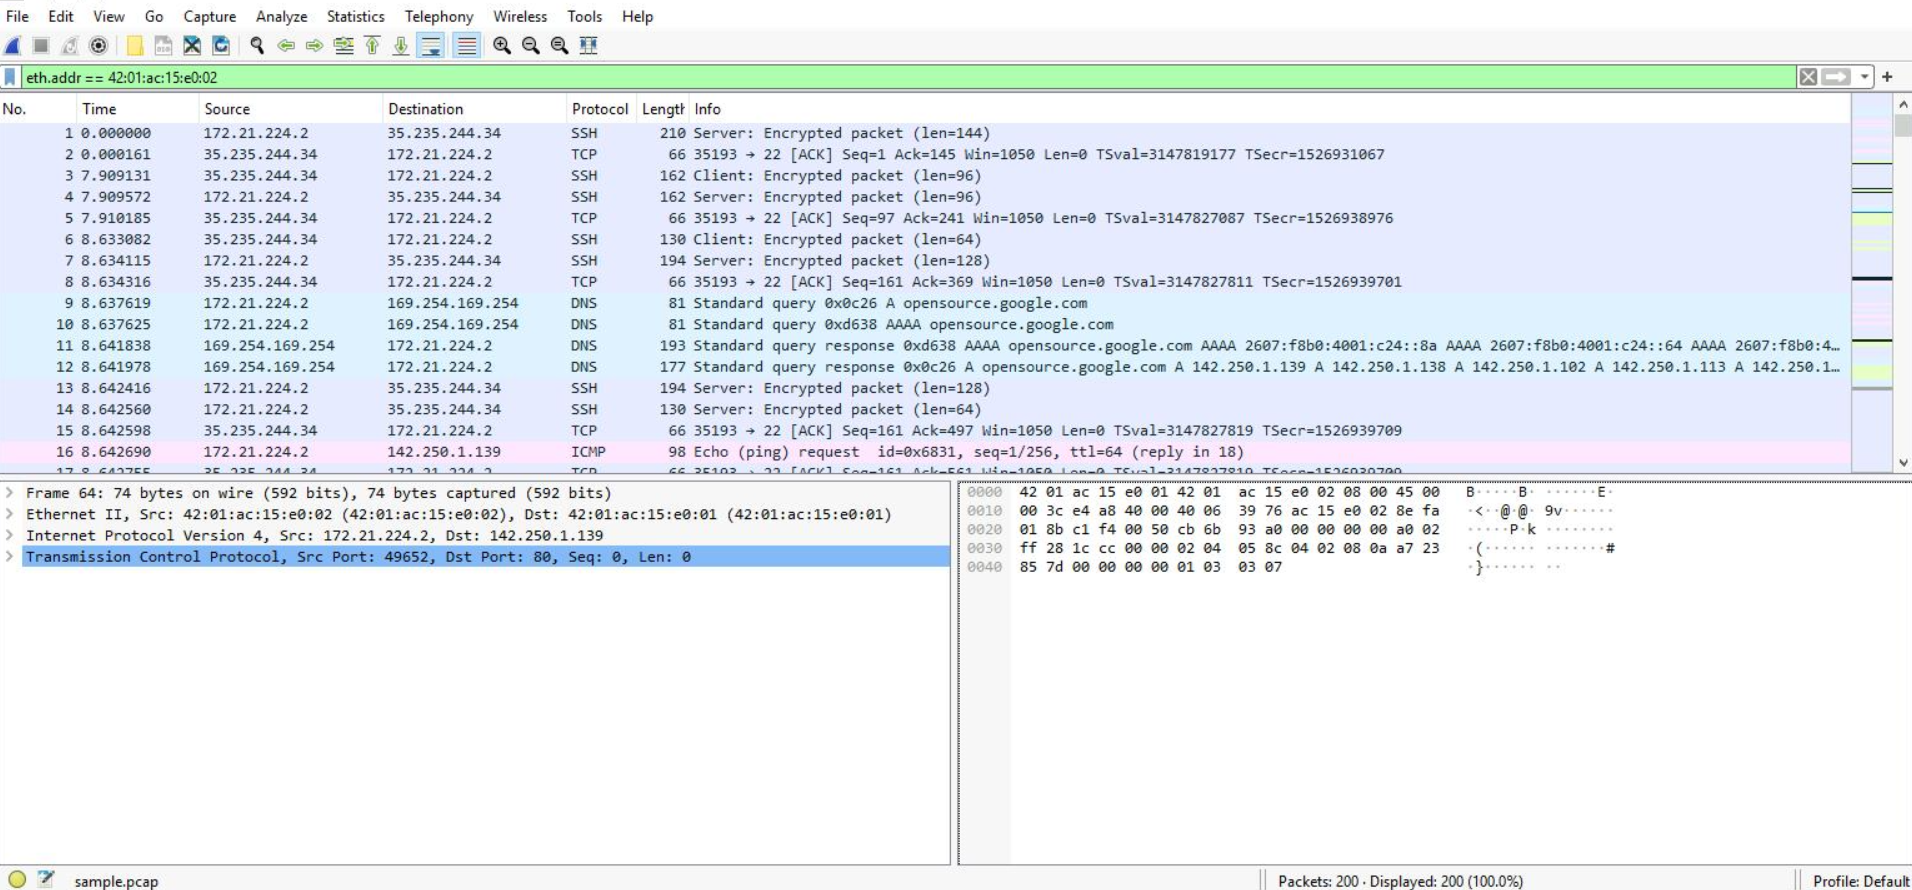 File Edit View Go Capture Analyze Statistics Telephony Wireless Tools Help
eth.addr == 42:01:ac:15:e0:02
No. Time Source Destination Protocol Length Info
1 0.000000 172.21.224.2 35.235.244.34 SSH 210 Server: Encrypted packet (len=144)
2 0.000161 35.235.244.34 172.21.224.2 TCP 66 35193 → 22 [ACK] Seq=1 Ack=145 Win=1050 Len=0 TSval=3147819177 TSecr=1526931067
3 7.909131 35.235.244.34 172.21.224.2 SSH 162 Client: Encrypted packet (len=96)
4 7.909572 172.21.224.2 35.235.244.34 SSH 162 Server: Encrypted packet (len=96)
5 7.910185 35.235.244.34 172.21.224.2 TCP 66 35193 → 22 [ACK] Seq=97 Ack=241 Win=1050 Len=0 TSval=3147827087 TSecr=1526938976
6 8.633082 35.235.244.34 172.21.224.2 SSH 130 Client: Encrypted packet (len=64)
7 8.634115 172.21.224.2 35.235.244.34 SSH 194 Server: Encrypted packet (len=128)
8 8.634316 35.235.244.34 172.21.224.2 TCP 66 35193 → 22 [ACK] Seq=161 Ack=369 Win=1050 Len=0 TSval=3147827811 TSecr=1526939701
9 8.637619 172.21.224.2 169.254.169.254 DNS 81 Standard query 0x0c26 A opensource.google.com
10 8.637625 172.21.224.2 169.254.169.254 DNS 81 Standard query 0xd638 AAAA opensource.google.com
11 8.641838 169.254.169.254 172.21.224.2 DNS 193 Standard query response 0xd638 AAAA opensource.google.com AAAA 2607:f8b0:4001:c24::8a AAAA 2607:f8b0:4001:c24::64 AAAA 2607:f8b0:4…
12 8.641978 169.254.169.254 172.21.224.2 DNS 177 Standard query response 0x0c26 A opensource.google.com A 142.250.1.139 A 142.250.1.138 A 142.250.1.102 A 142.250.1.113 A 142.250.1…
13 8.642416 172.21.224.2 35.235.244.34 SSH 194 Server: Encrypted packet (len=128)
14 8.642560 172.21.224.2 35.235.244.34 SSH 130 Server: Encrypted packet (len=64)
15 8.642598 35.235.244.34 172.21.224.2 TCP 66 35193 → 22 [ACK] Seq=161 Ack=497 Win=1050 Len=0 TSval=3147827819 TSecr=1526939709
16 8.642690 172.21.224.2 142.250.1.139 ICMP 98 Echo (ping) request id=0x6831, seq=1/256, ttl=64 (reply in 18)
17 8.642755 35.235.244.34 172.21.224.2 TCP 66 35193 → 22 [ACK] Seq=161 Ack=561 Win=1050 Len=0 TSval=3147827819 TSecr=1526939709
Frame 64: 74 bytes on wire (592 bits), 74 bytes captured (592 bits)
Ethernet II, Src: 42:01:ac:15:e0:02 (42:01:ac:15:e0:02), Dst: 42:01:ac:15:e0:01 (42:01:ac:15:e0:01)
Internet Protocol Version 4, Src: 172.21.224.2, Dst: 142.250.1.139
Transmission Control Protocol, Src Port: 49652, Dst Port: 80, Seq: 0, Len: 0
0000 42 01 ac 15 e0 01 42 01 ac 15 e0 02 08 00 45 00 B·····B· ······E·
0010 00 3c e4 a8 40 00 40 06 39 76 ac 15 e0 02 8e fa ·<··@·@· 9v······
0020 01 8b c1 f4 00 50 cb 6b 93 a0 00 00 00 00 a0 02 ·····P·k ········
0030 ff 28 1c cc 00 00 02 04 05 8c 04 02 08 0a a7 23 ·(······ ·······#
0040 85 7d 00 00 00 00 01 03 03 07 ·}······ ··
sample.pcap
Packets: 200 · Displayed: 200 (100.0%)
Profile: Default